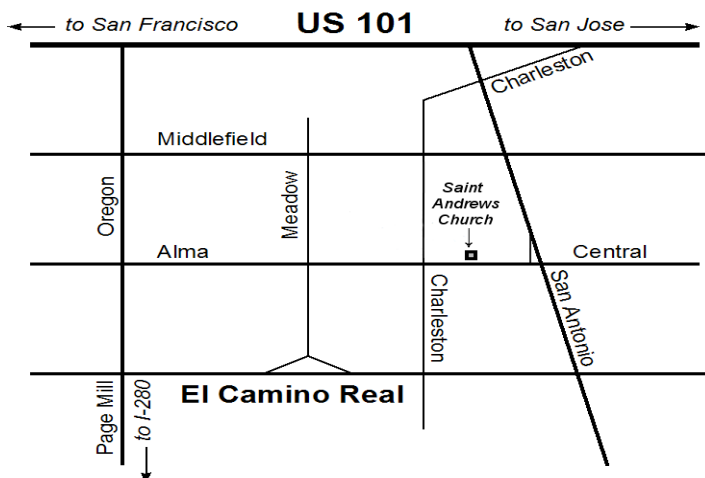 to San Francisco US 101 to San Jose
Charleston
Middlefield
Oregon
Meadow
Saint
Andrews
Church
Alma
Central
Charleston
San Antonio
El Camino Real
Page Mill
to I-280